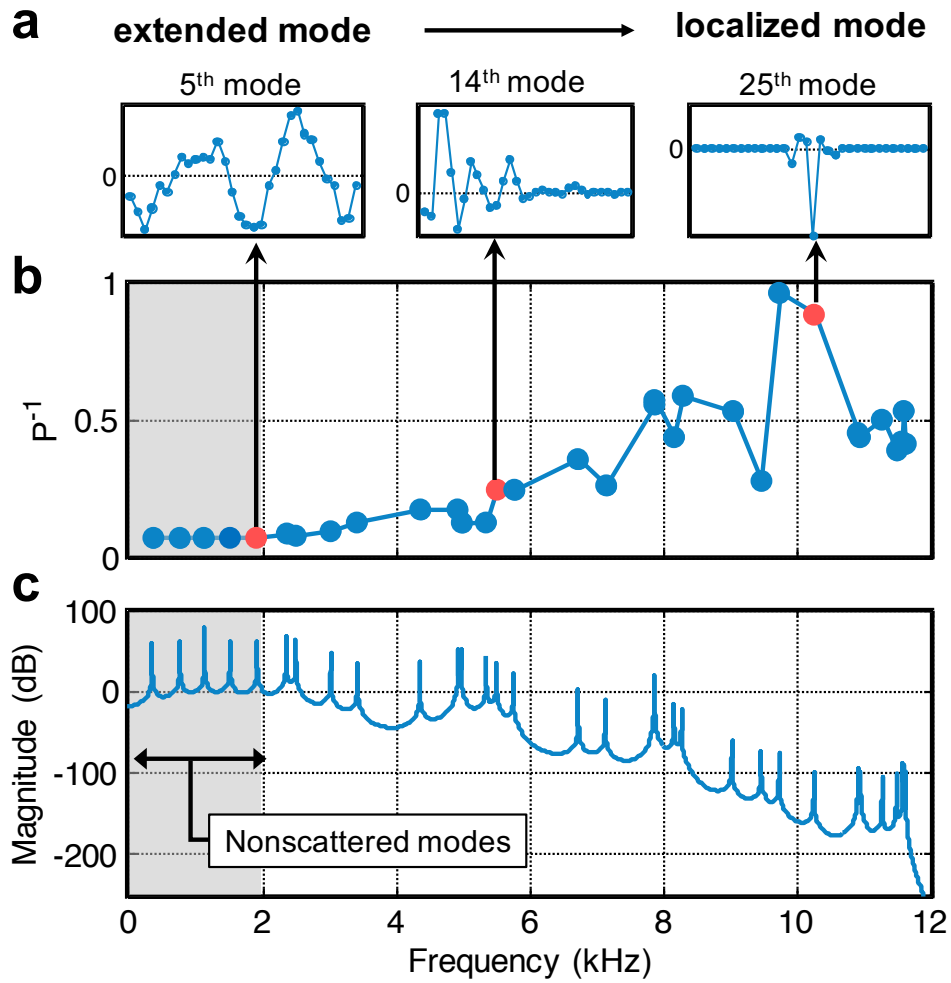 a
extended mode
localized mode
5th mode
14th mode
25th mode
0
0
0
b
1
0.5
0
P-1
c
100
0
-100
-200
Magnitude (dB)
Nonscattered modes
0 2 4 6 8 10 12
Frequency (kHz)